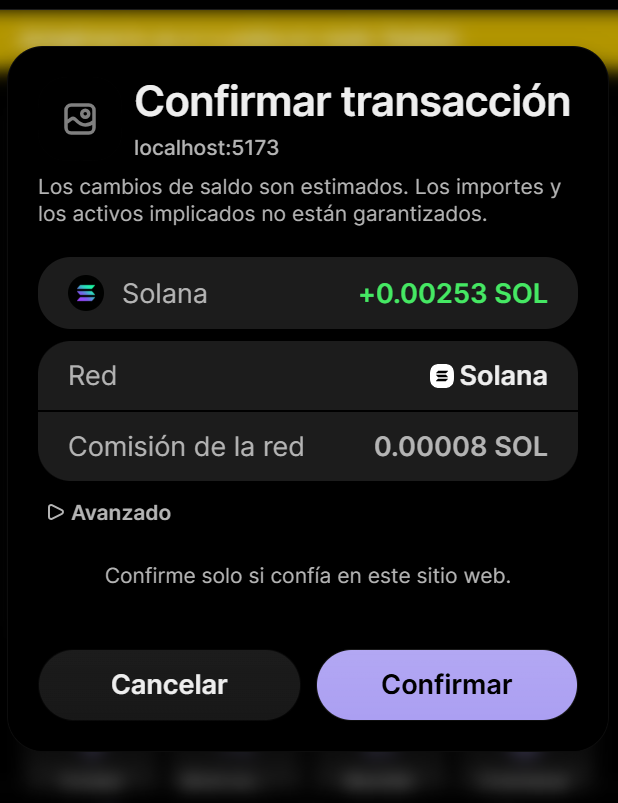 Confirmar transacción
localhost:5173
Los cambios de saldo son estimados. Los importes y
los activos implicados no están garantizados.
Solana +0.00253 SOL
Red Solana
Comisión de la red 0.00008 SOL
Avanzado
Confirme solo si confía en este sitio web.
Cancelar Confirmar